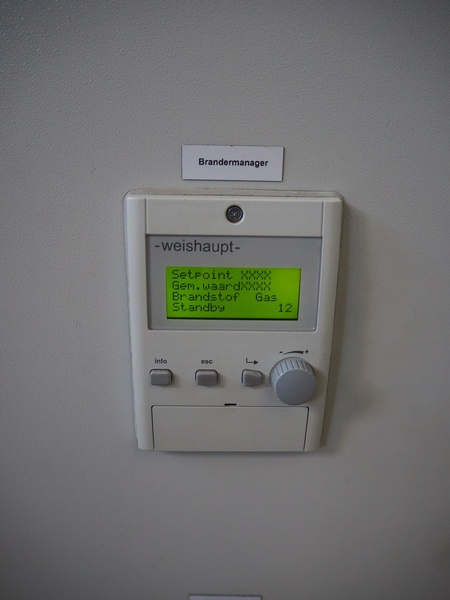 Brandermanager
-weishaupt-
Setpoint XXXX
Gem.waardXXXX
Brandstof Gas
Standby 12
info esc
- +